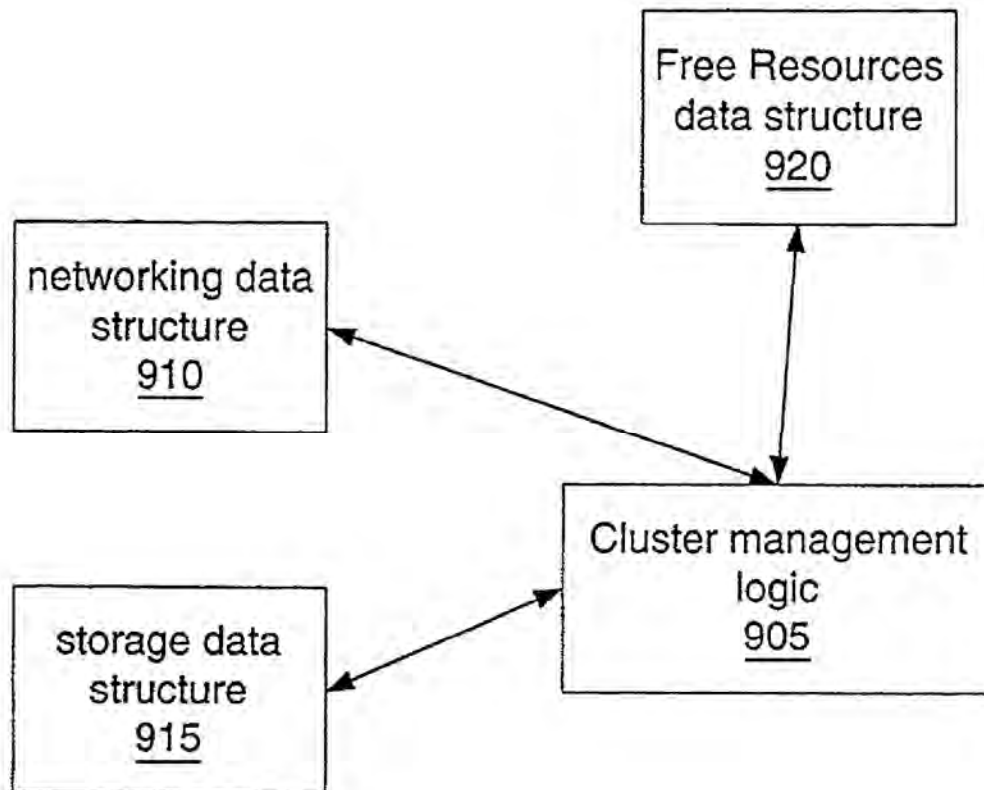 Free Resources
data structure
920
networking data
structure
910
Cluster management
logic
905
storage data
structure
915